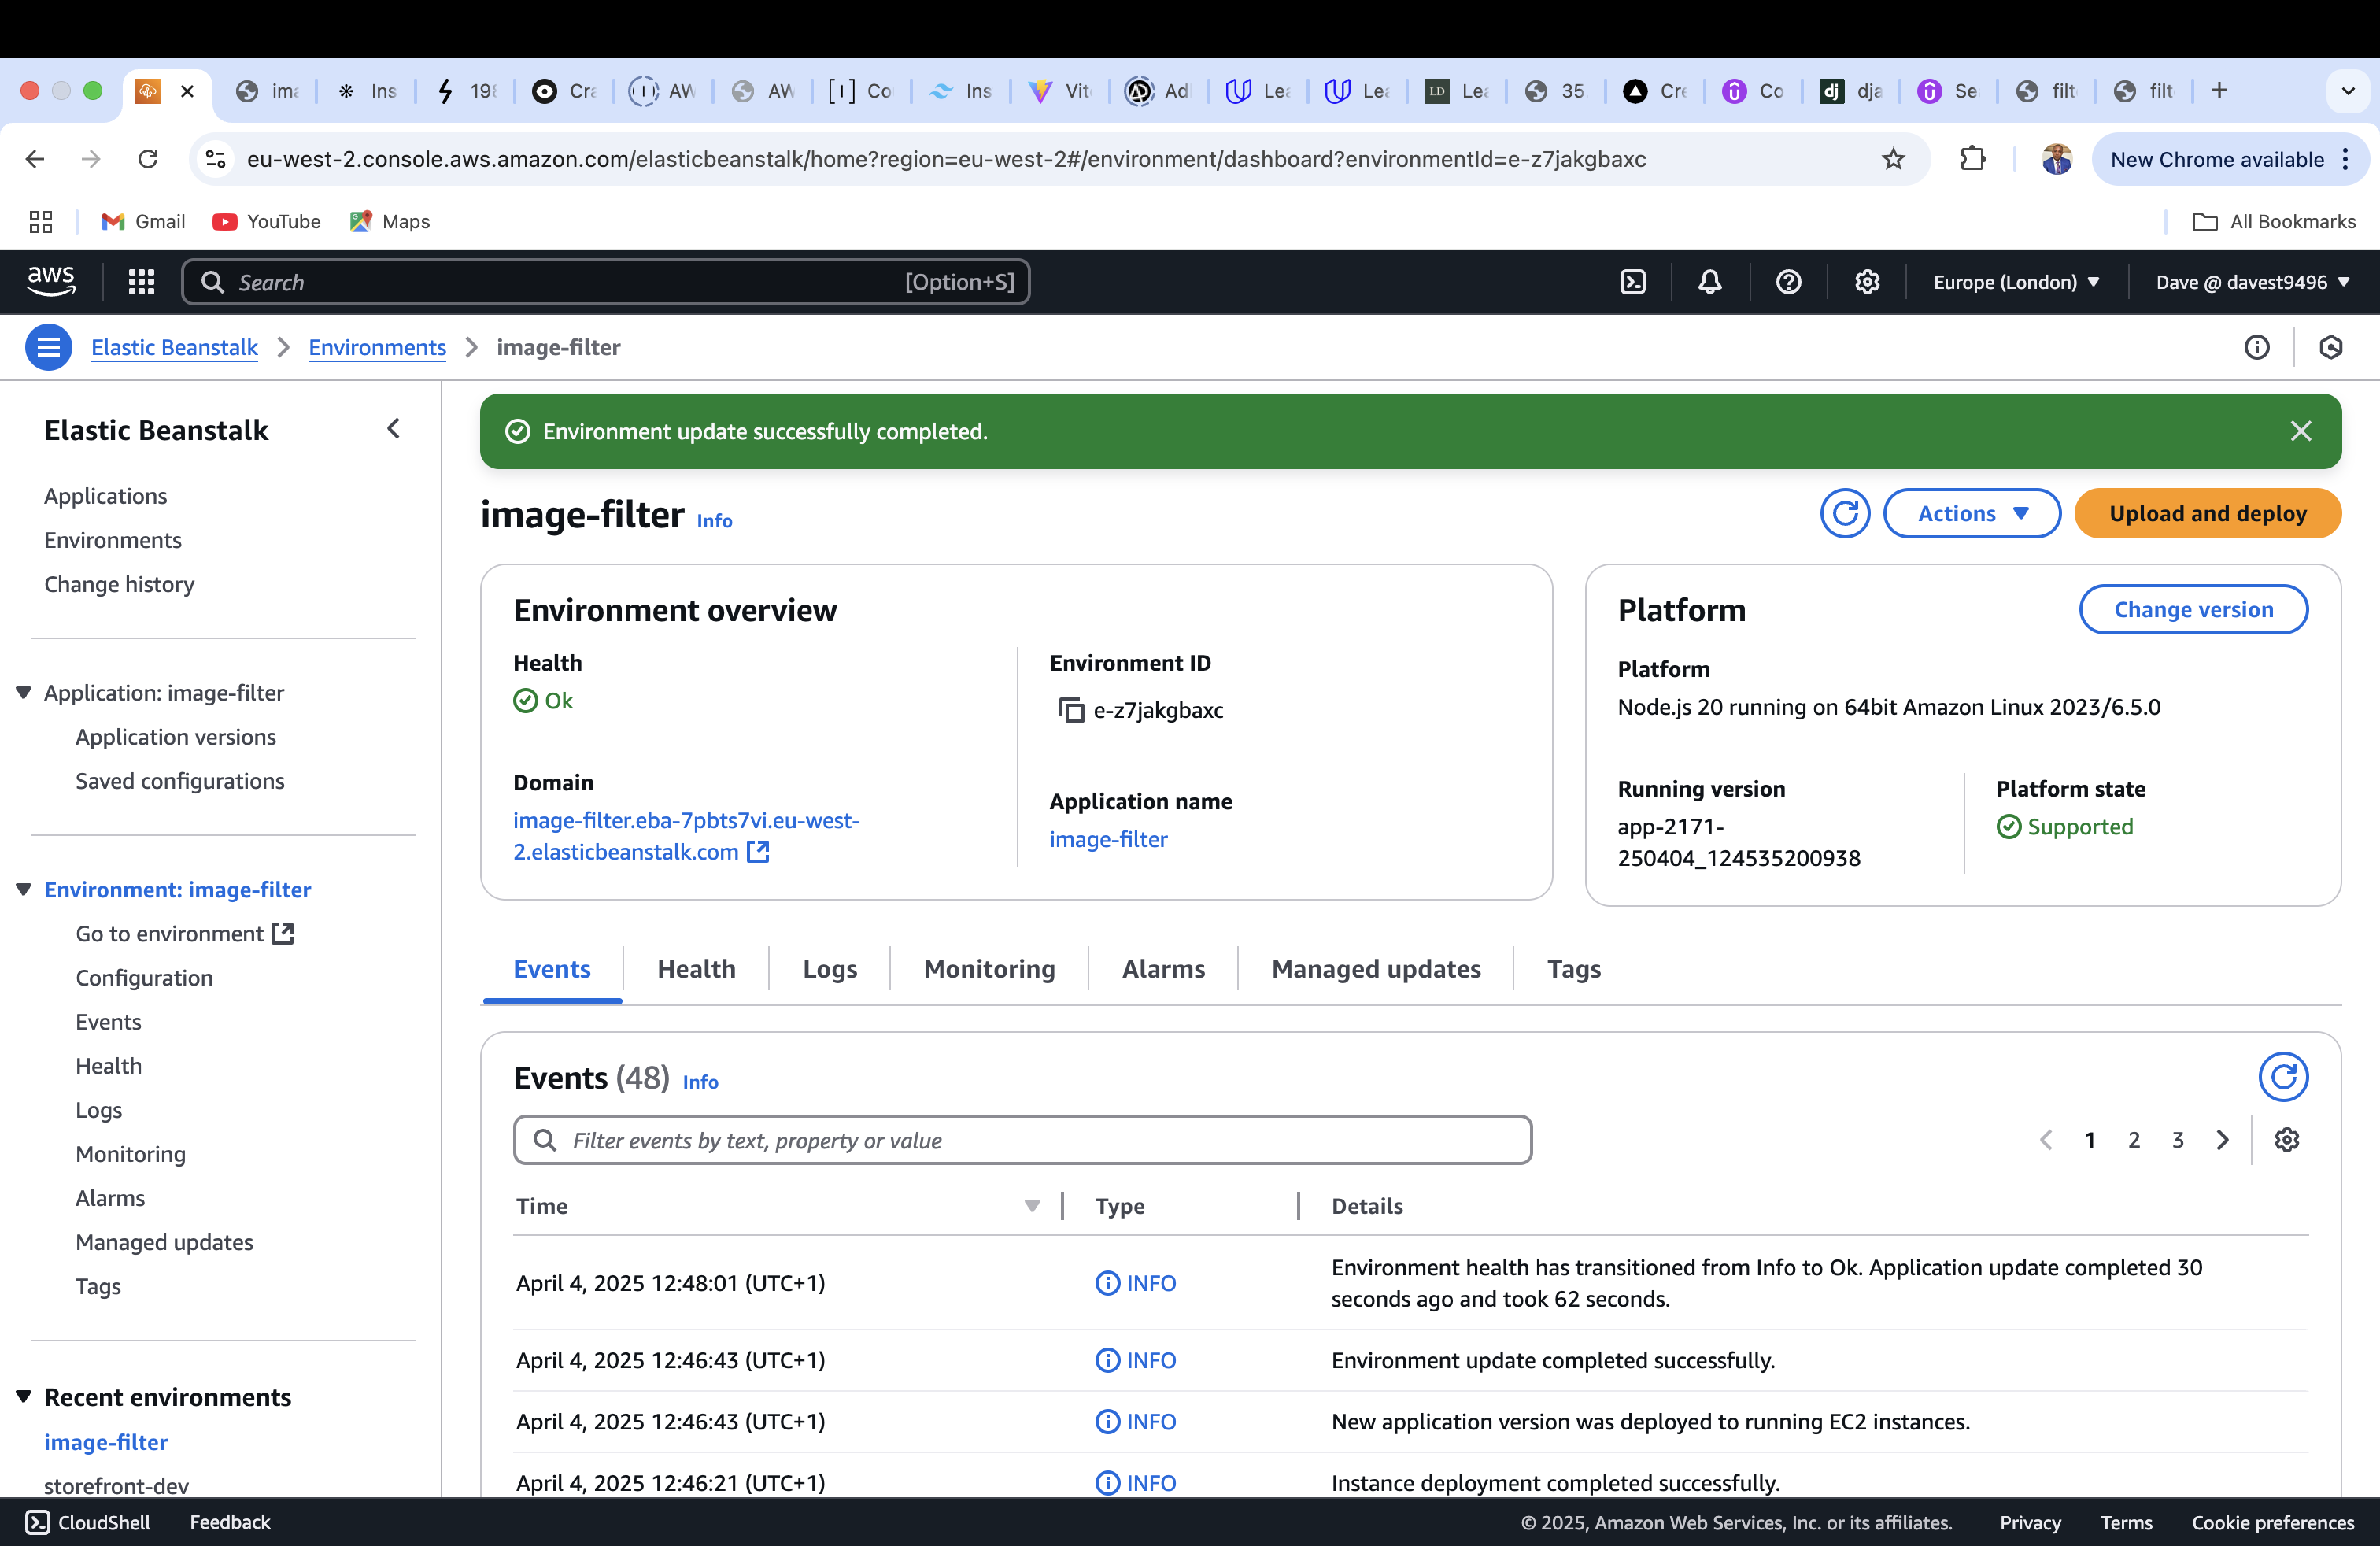 ima
Ins
198
Cra
AW
AW
[ ] Co
Ins
Vit
Ad
Lea
Lea
LD Lea
35.
Cre
Co
dj dja
Se
filt
filt
eu-west-2.console.aws.amazon.com/elasticbeanstalk/home?region=eu-west-2#/environment/dashboard?environmentId=e-z7jakgbaxc
New Chrome available
Gmail
YouTube
Maps
All Bookmarks
aws
Search
[Option+S]
Europe (London)
Dave @ davest9496
Elastic Beanstalk
Environments
image-filter
Elastic Beanstalk
Applications
Environments
Change history
Application: image-filter
Application versions
Saved configurations
Environment: image-filter
Go to environment
Configuration
Events
Health
Logs
Monitoring
Alarms
Managed updates
Tags
Recent environments
image-filter
storefront-dev
Environment update successfully completed.
image-filter Info
Actions
Upload and deploy
Environment overview
Health
Ok
Domain
image-filter.eba-7pbts7vi.eu-west-
2.elasticbeanstalk.com
Environment ID
e-z7jakgbaxc
Application name
image-filter
Platform
Change version
Platform
Node.js 20 running on 64bit Amazon Linux 2023/6.5.0
Running version
app-2171-
250404_124535200938
Platform state
Supported
Events
Health
Logs
Monitoring
Alarms
Managed updates
Tags
Events (48) Info
Filter events by text, property or value
1 2 3
Time Type Details
April 4, 2025 12:48:01 (UTC+1) INFO Environment health has transitioned from Info to Ok. Application update completed 30
seconds ago and took 62 seconds.
April 4, 2025 12:46:43 (UTC+1) INFO Environment update completed successfully.
April 4, 2025 12:46:43 (UTC+1) INFO New application version was deployed to running EC2 instances.
April 4, 2025 12:46:21 (UTC+1) INFO Instance deployment completed successfully.
CloudShell
Feedback
© 2025, Amazon Web Services, Inc. or its affiliates.
Privacy
Terms
Cookie preferences